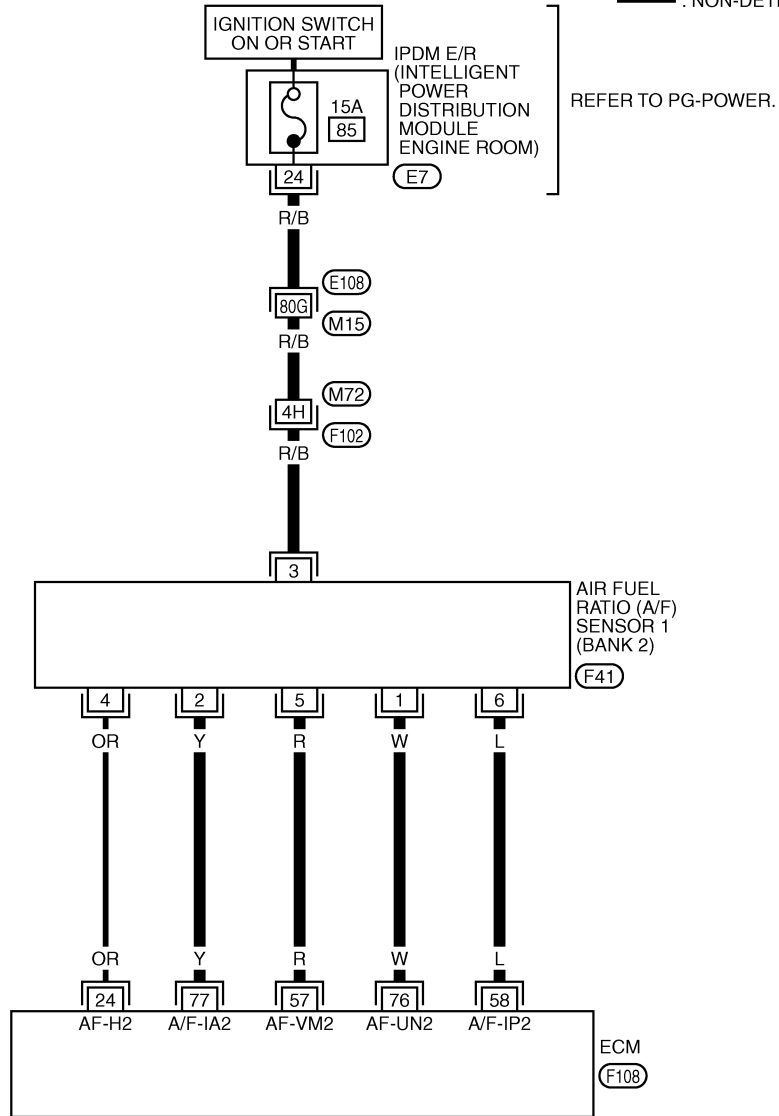 : NON-DET
IGNITION SWITCH
ON OR START
IPDM E/R
(INTELLIGENT
POWER
DISTRIBUTION
MODULE
ENGINE ROOM)
REFER TO PG-POWER.
15A
85
24
E7
R/B
E108
80G
M15
R/B
M72
4H
F102
R/B
3
AIR FUEL
RATIO (A/F)
SENSOR 1
(BANK 2)
F41
4 2 5 1 6
OR Y R W L
OR Y R W L
24 77 57 76 58
AF-H2 A/F-IA2 AF-VM2 AF-UN2 A/F-IP2
ECM
F108